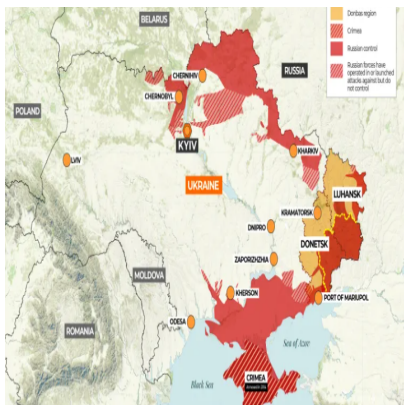 Donbas region
Crimea
Russian control
Russian forces have
operated in or launched
attacks against but do
not control
BELARUS
RUSSIA
CHERNIHIV
CHERNOBYL
POLAND
KYIV
KHARKIV
LVIV
UKRAINE
LUHANSK
KRAMATORSK
DNIPRO
DONETSK
ZAPORIZHZHIA
MOLDOVA
KHERSON
PORT OF MARIUPOL
ODESA
ROMANIA
Sea of Azov
CRIMEA
Black Sea